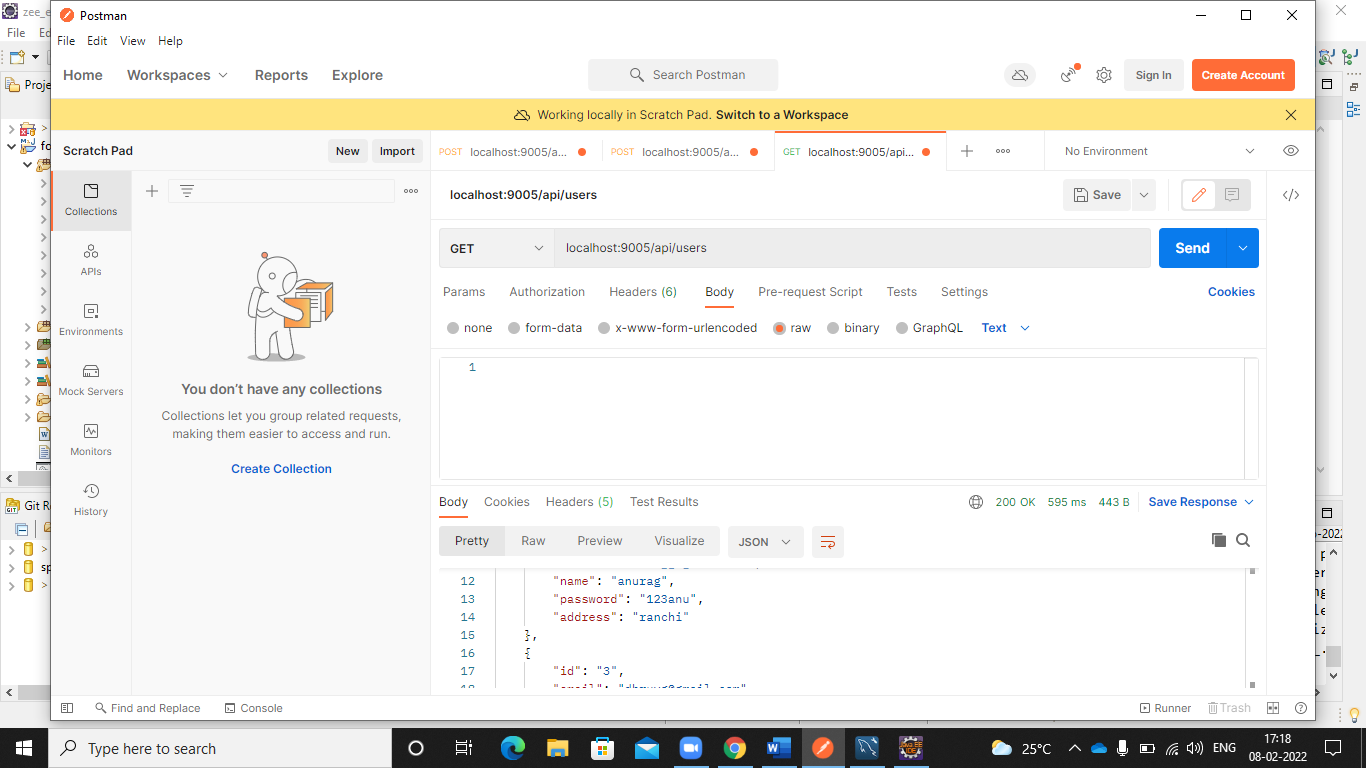 zee_e
Postman
File Ed
File Edit View Help
Home Workspaces Reports Explore Search Postman Sign In Create Account
Proje
Working locally in Scratch Pad. Switch to a Workspace
Scratch Pad New Import
POST localhost:9005/a... POST localhost:9005/a... GET localhost:9005/api... No Environment
fo
Collections
APIs
Environments
Mock Servers
Monitors
History
You don’t have any collections
Collections let you group related requests,
making them easier to access and run.
Create Collection
localhost:9005/api/users Save
GET localhost:9005/api/users Send
Params Authorization Headers (6) Body Pre-request Script Tests Settings Cookies
none form-data x-www-form-urlencoded raw binary GraphQL Text
1
Body Cookies Headers (5) Test Results 200 OK 595 ms 443 B Save Response
Pretty Raw Preview Visualize JSON
12 "name": "anurag",
13 "password": "123anu",
14 "address": "ranchi"
15 },
16 {
17 "id": "3",
Git R
sp
-2022
Find and Replace Console Runner Trash
Type here to search
25°C ENG
17:18
08-02-2022